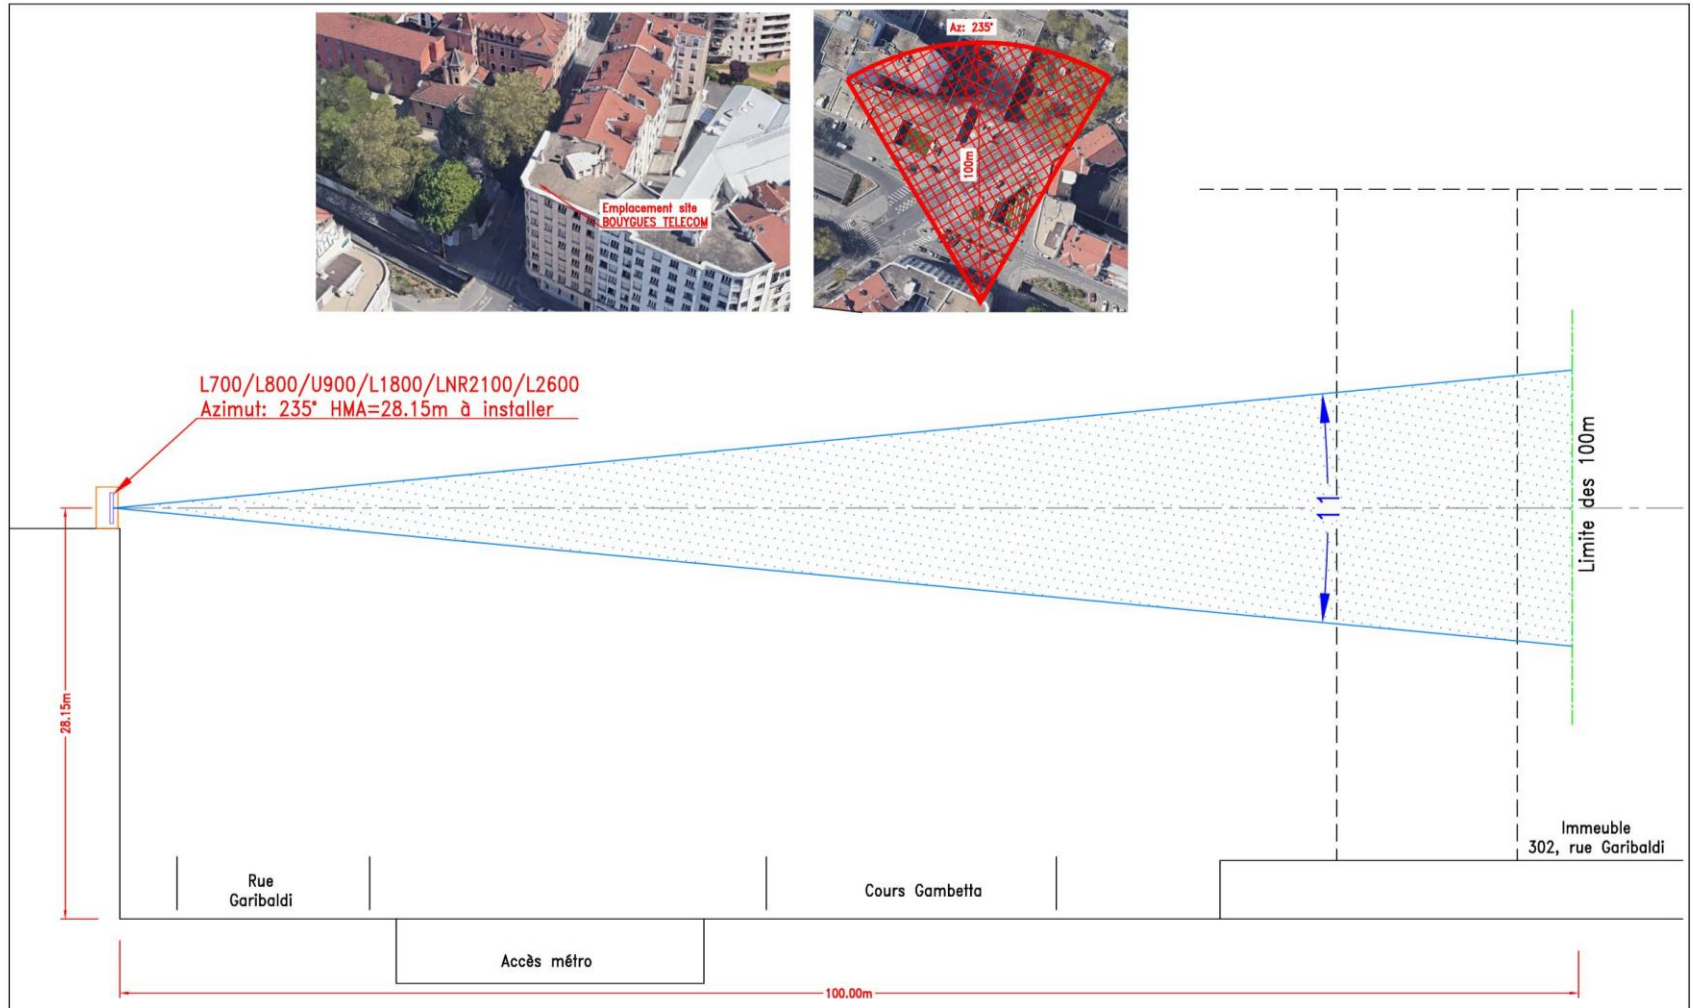 Emplacement site
BOUYGUES TELECOM
Az: 235°
100m
L700/L800/U900/L1800/LNR2100/L2600
Azimut: 235° HMA=28.15m à installer
11
Limite des 100m
28.15m
Immeuble
302, rue Garibaldi
Rue
Garibaldi
Cours Gambetta
Accès métro
100.00m